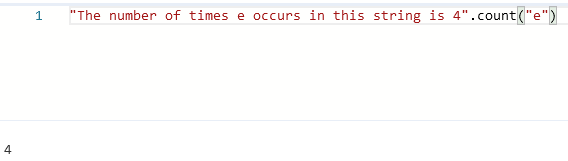 1 "The number of times e occurs in this string is 4".count("e")
4